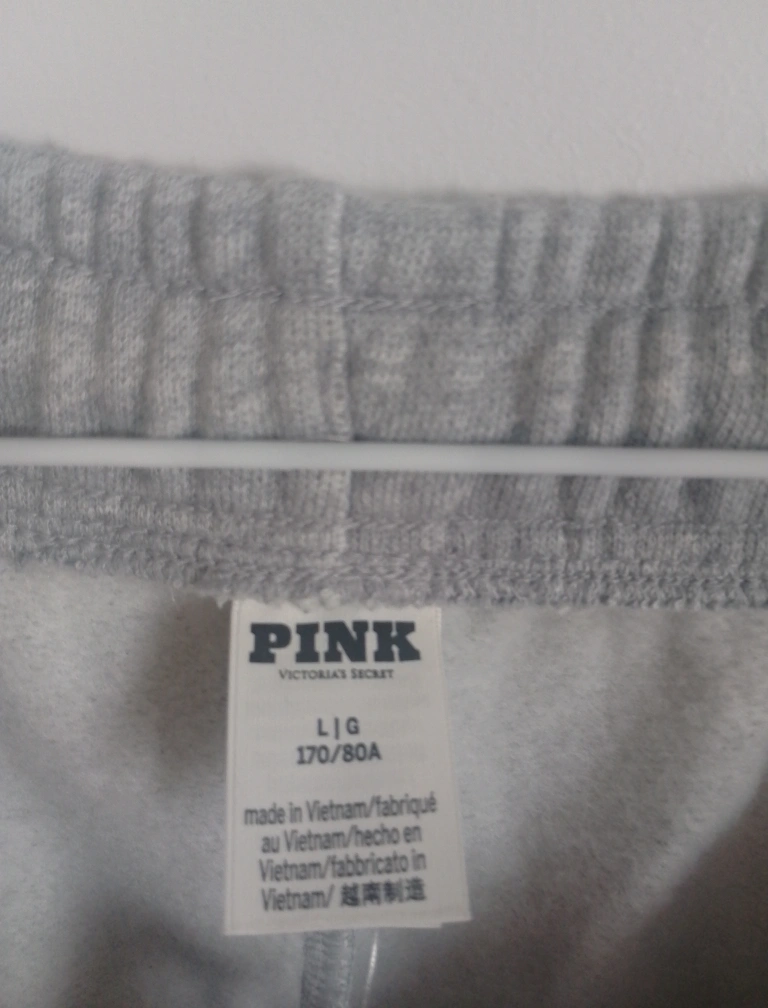 PINK
VICTORIA'S SECRET
L|G
170/80A
made in Vietnam/fabriqué
au Vietnam/hecho en
Vietnam/fabbricato in
Vietnam/ 越南制造